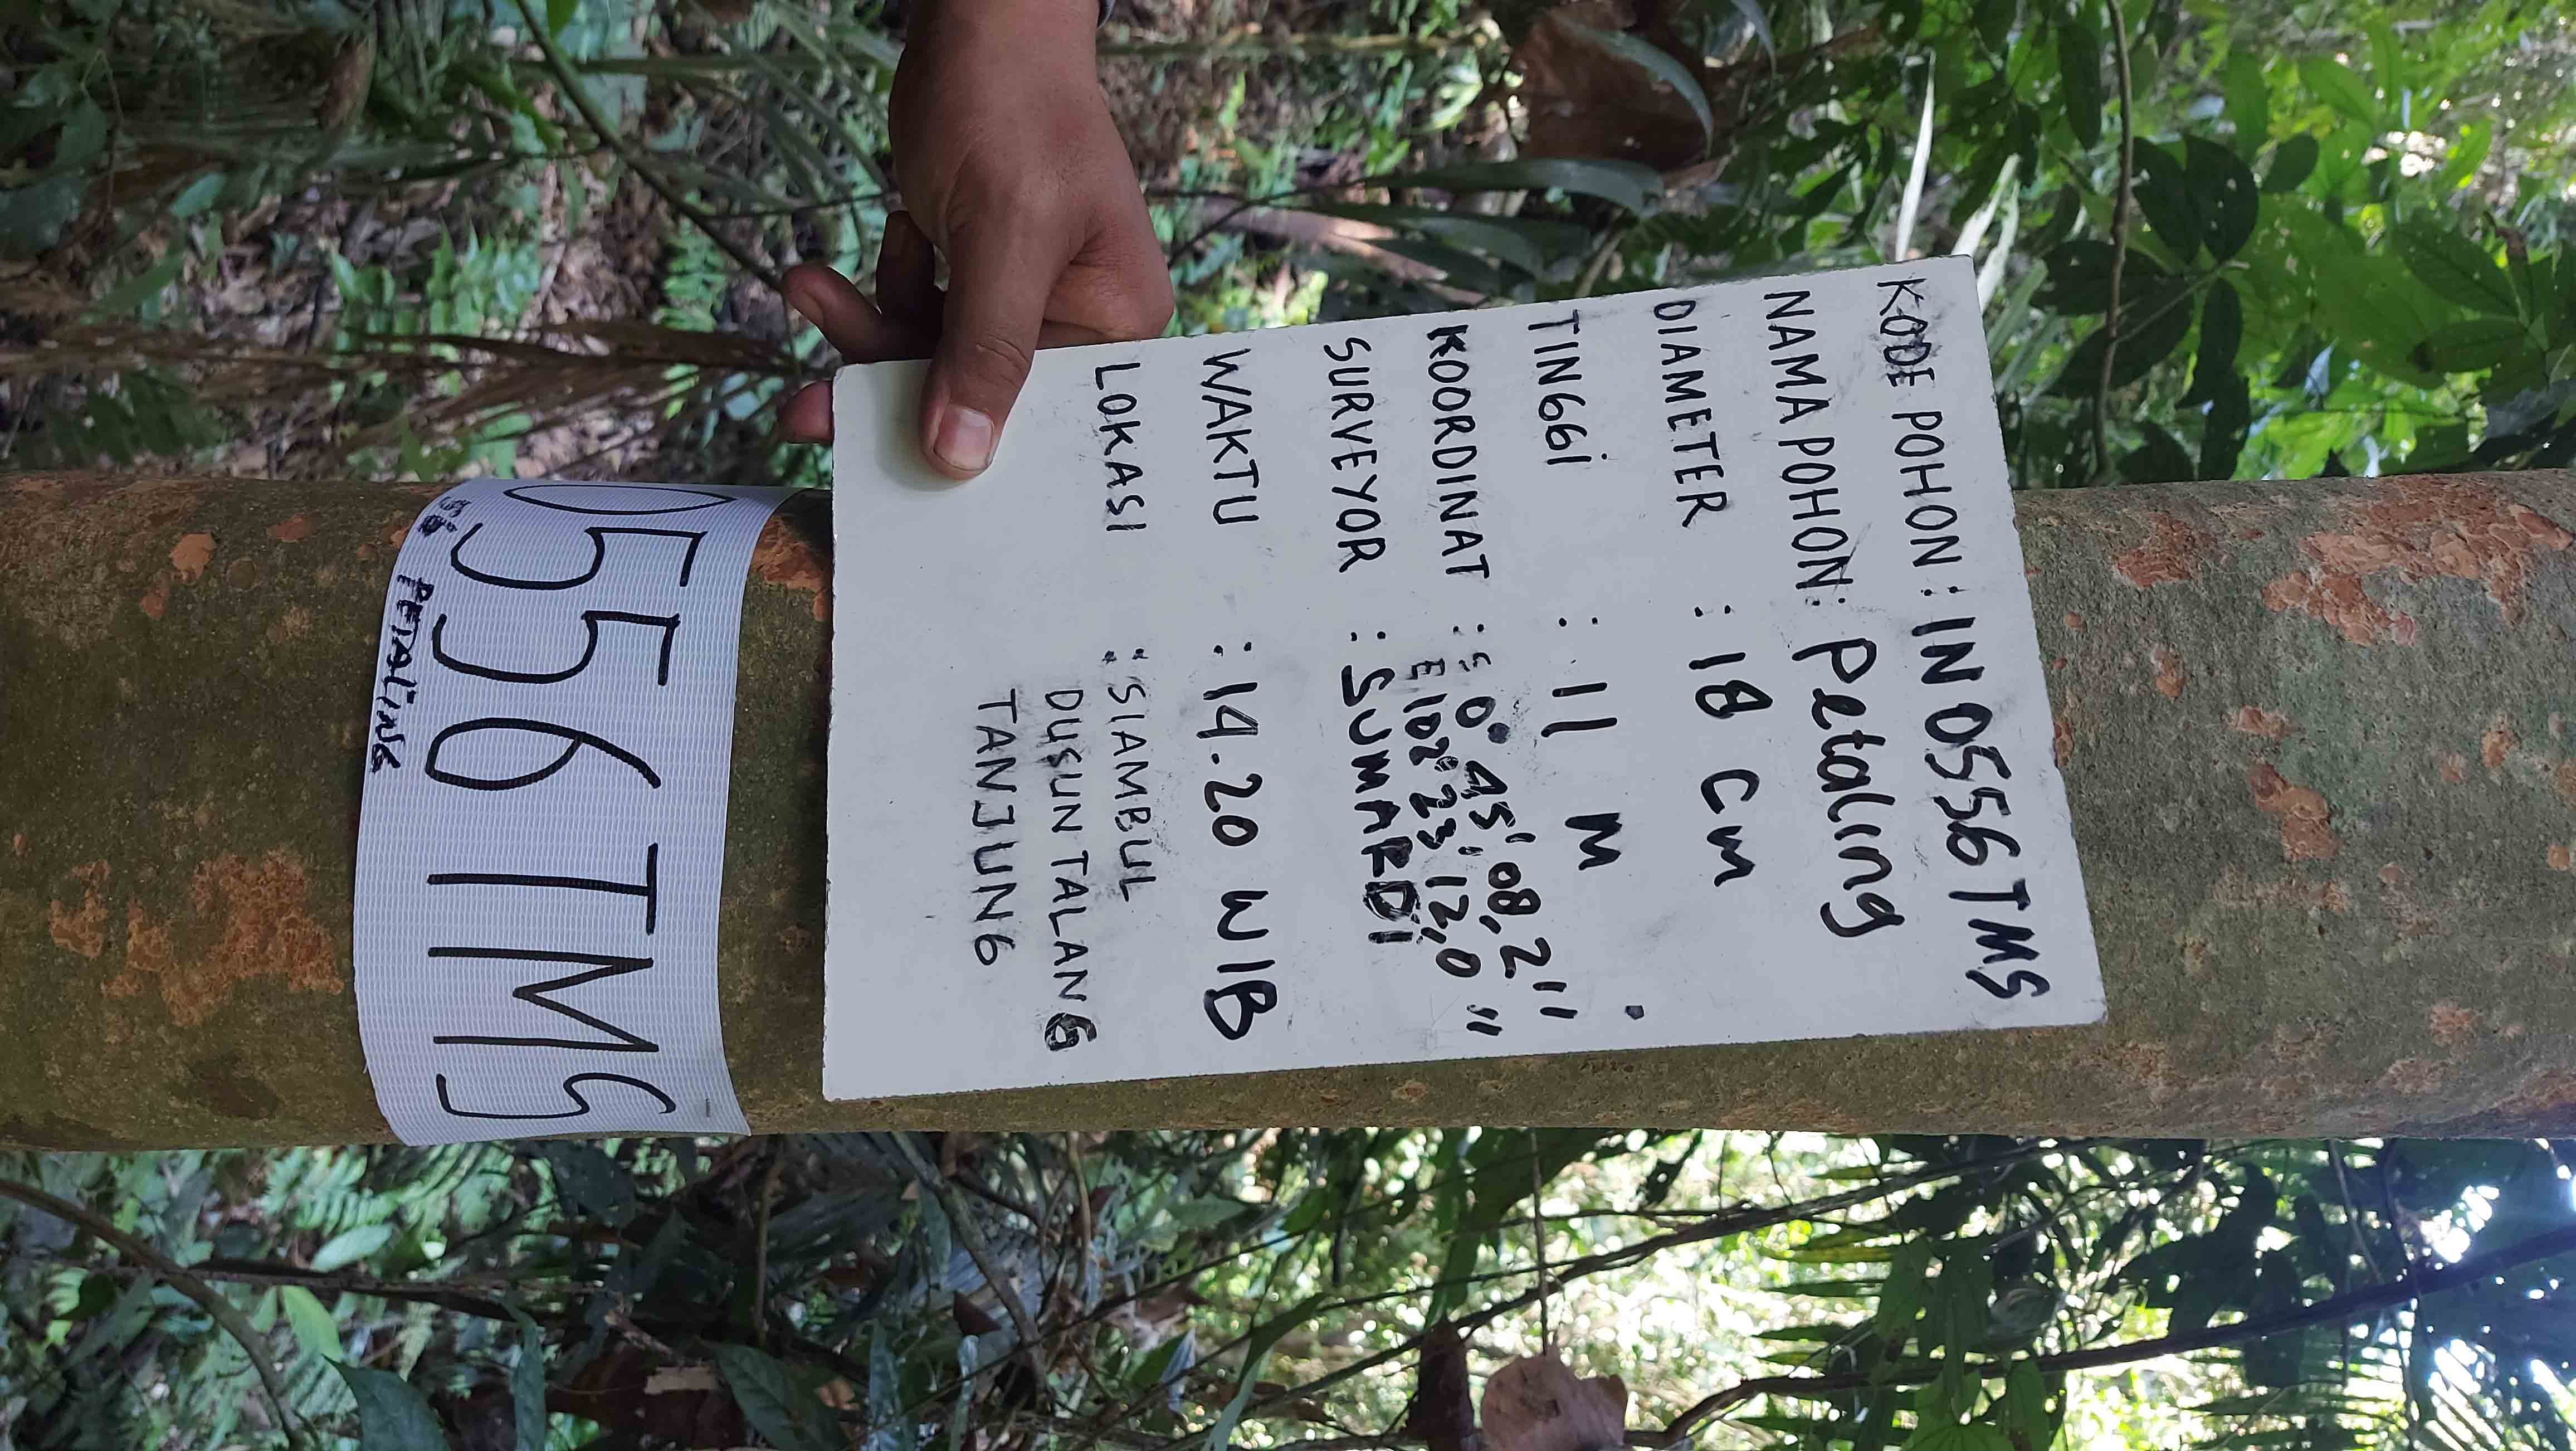 KODE POHON : IN 0556 TMS
NAMA POHON : Petaling
DIAMETER : 18 cm
TINGGi : 11 M
KOORDINAT : S 0° 45' 08,2"
E 102° 23' 12,0"
SURVEYOR : SUMARDI
WAKTU : 14.20 WIB
LOKASI : SIAMBUL
DUSUN TALANG
TANJUNG
0556TMS
PETALiNG